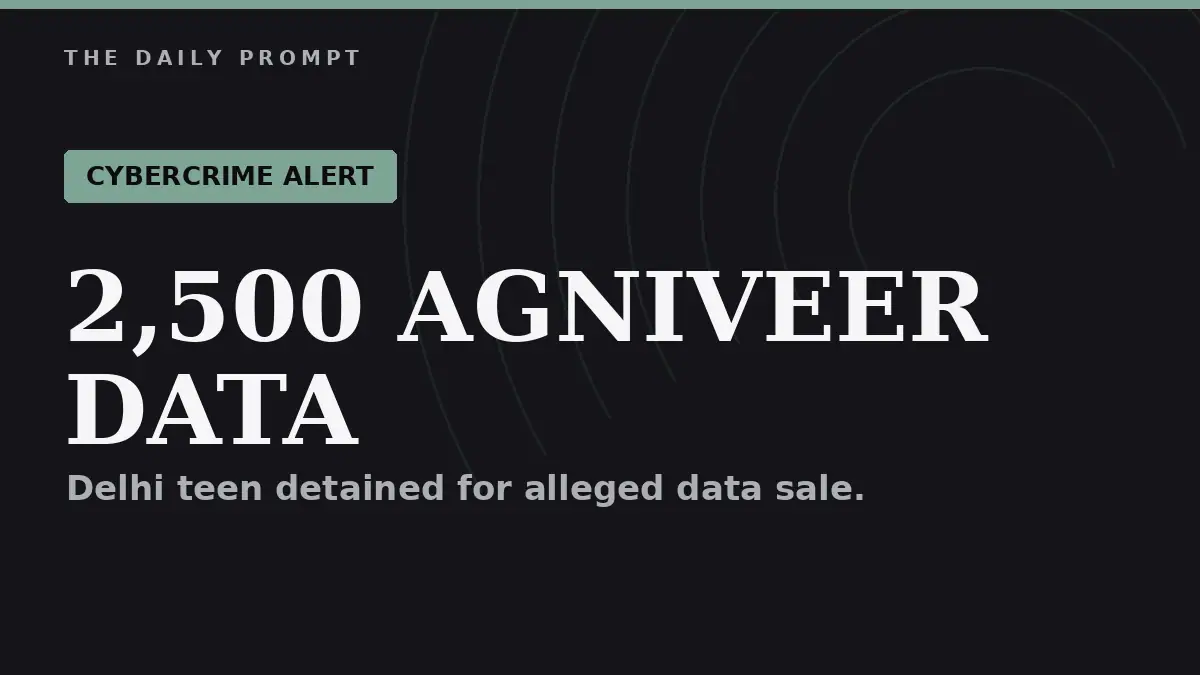 THE DAILY PROMPT
CYBERCRIME ALERT
2,500 AGNIVEER
DATA
Delhi teen detained for alleged data sale.